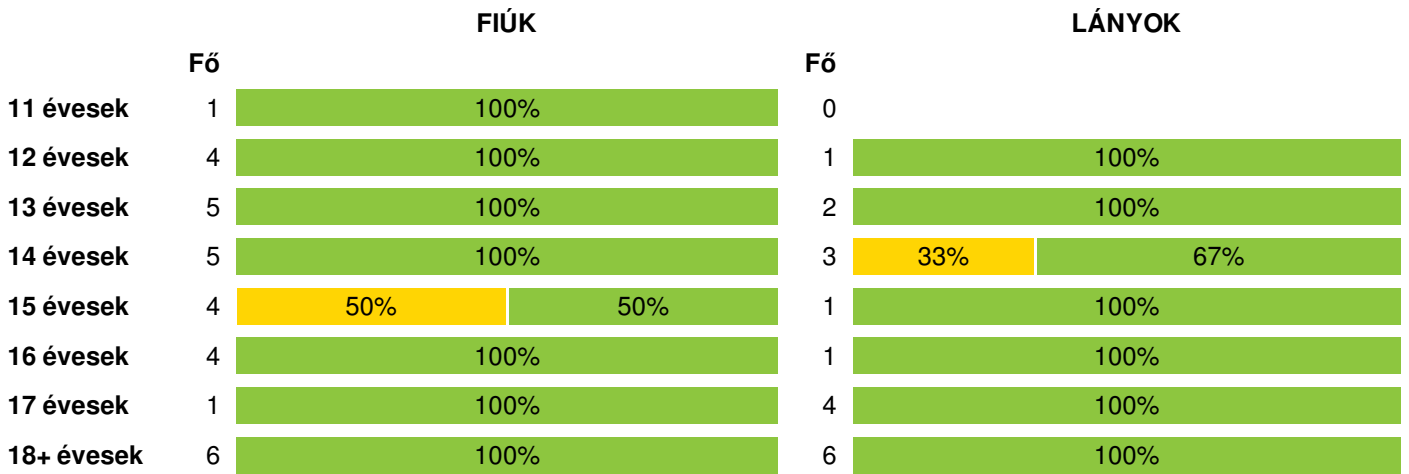 FIÚK LÁNYOK
Fő Fő
11 évesek 1 100% 0
12 évesek 4 100% 1 100%
13 évesek 5 100% 2 100%
14 évesek 5 100% 3 33% 67%
15 évesek 4 50% 50% 1 100%
16 évesek 4 100% 1 100%
17 évesek 1 100% 4 100%
18+ évesek 6 100% 6 100%